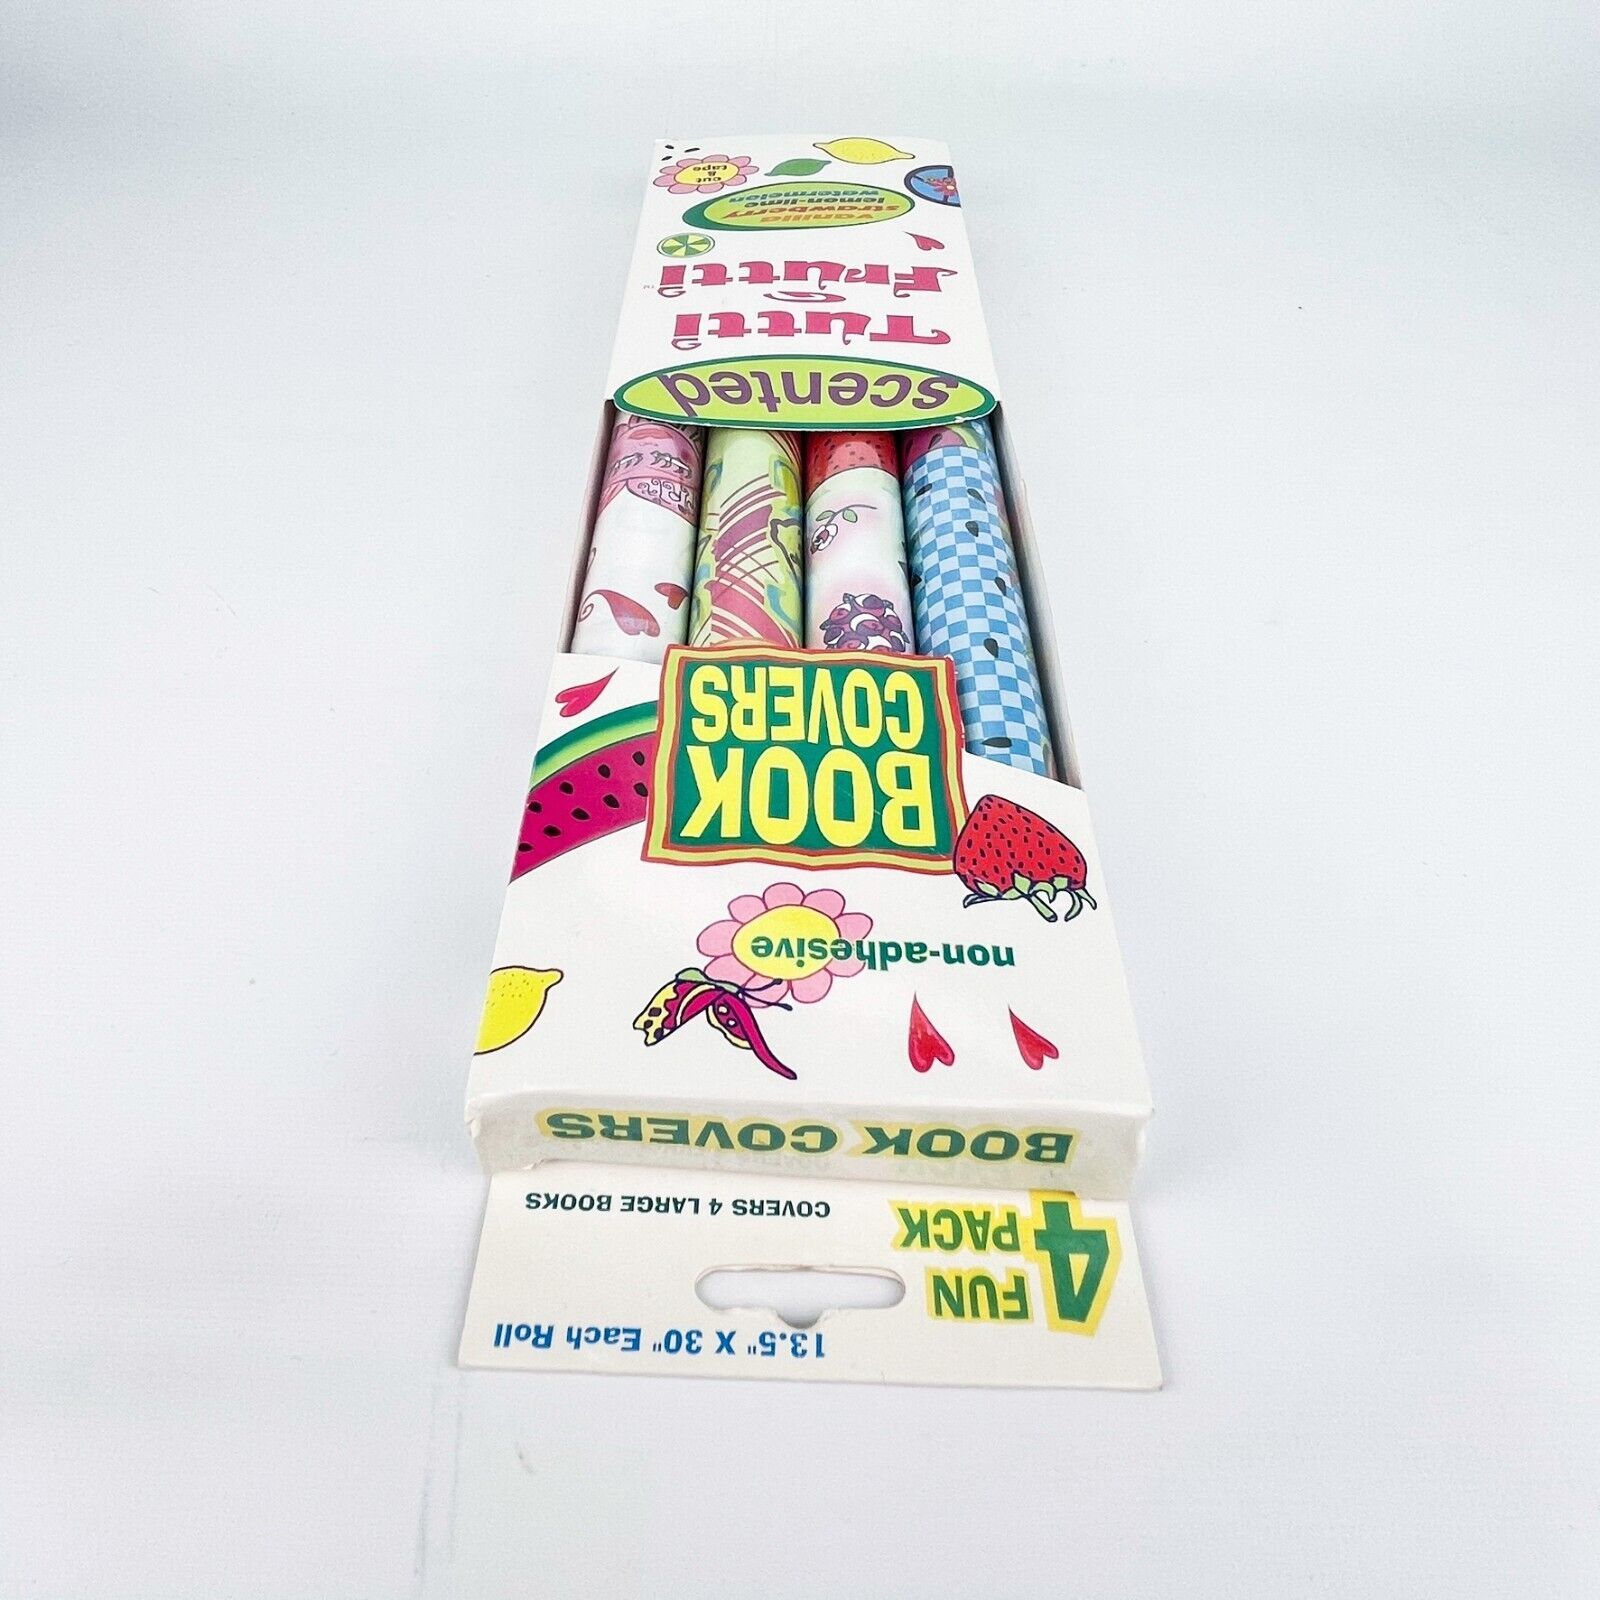 13.5" X 30" Each Roll
4 FUN
PACK
COVERS 4 LARGE BOOKS
BOOK COVERS
non-adhesive
BOOK
COVERS
scented
Tutti
Frutti™
vanilla
strawberry
lemon-lime
watermelon
cut
&
tape